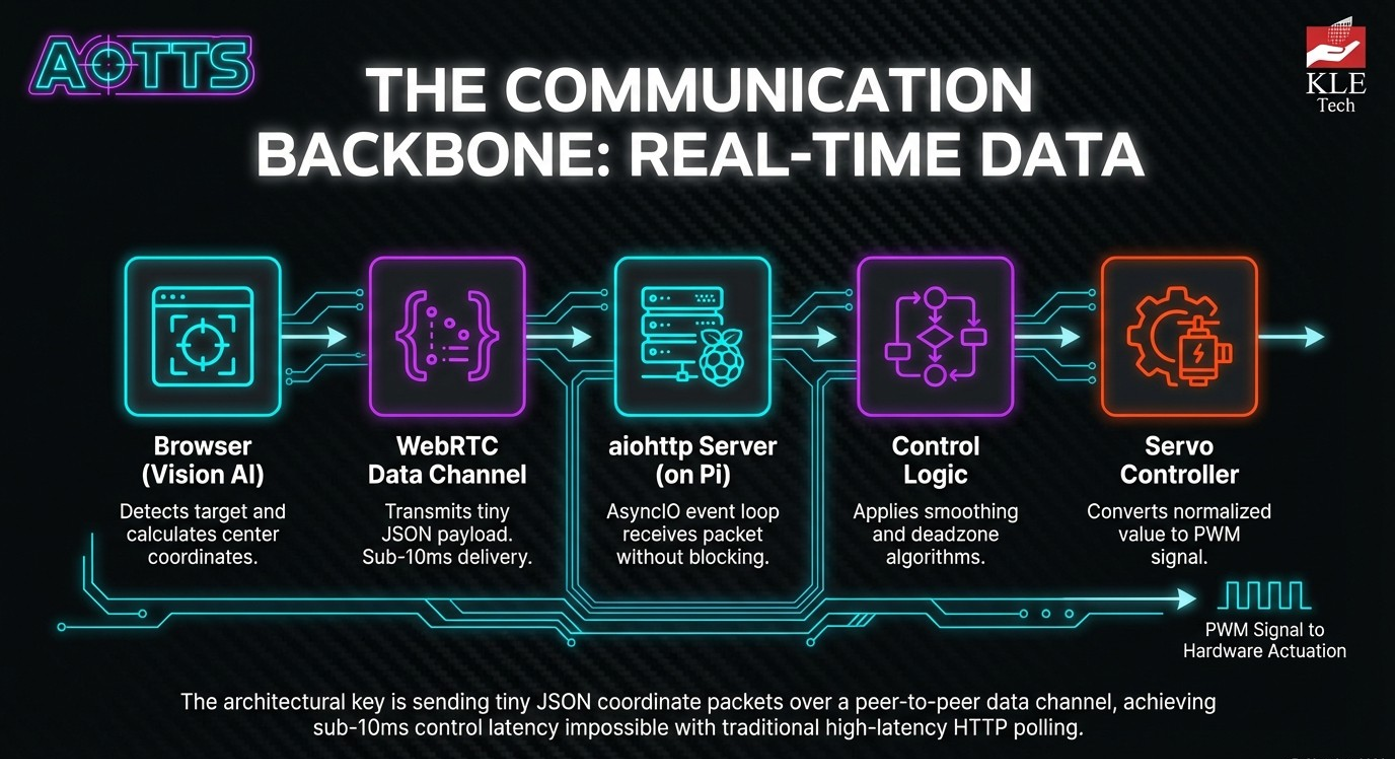 AOTTS
KLE
Tech
THE COMMUNICATION
BACKBONE: REAL-TIME DATA
Browser
(Vision AI)
Detects target and
calculates center
coordinates.
WebRTC
Data Channel
Transmits tiny
JSON payload.
Sub-10ms delivery.
aiohttp Server
(on Pi)
AsyncIO event loop
receives packet
without blocking.
Control
Logic
Applies smoothing
and deadzone
algorithms.
Servo
Controller
Converts normalized
value to PWM
signal.
PWM Signal to
Hardware Actuation
The architectural key is sending tiny JSON coordinate packets over a peer-to-peer data channel, achieving
sub-10ms control latency impossible with traditional high-latency HTTP polling.